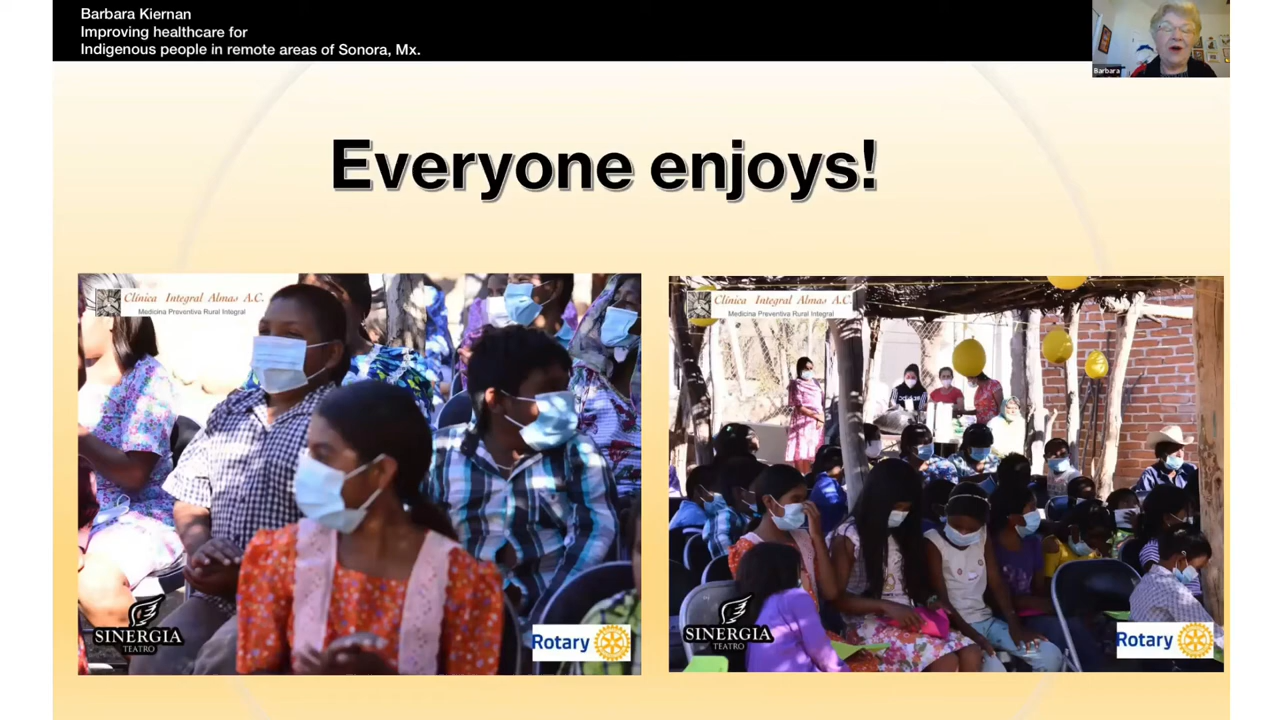 Barbara Kiernan
Improving healthcare for
Indigenous people in remote areas of Sonora, Mx.
Barbara
Everyone enjoys!
Clínica Integral Almas A.C.
Medicina Preventiva Rural Integral
SINERGIA
TEATRO
Rotary
Clínica Integral Almas A.C.
Medicina Preventiva Rural Integral
SINERGIA
TEATRO
Rotary